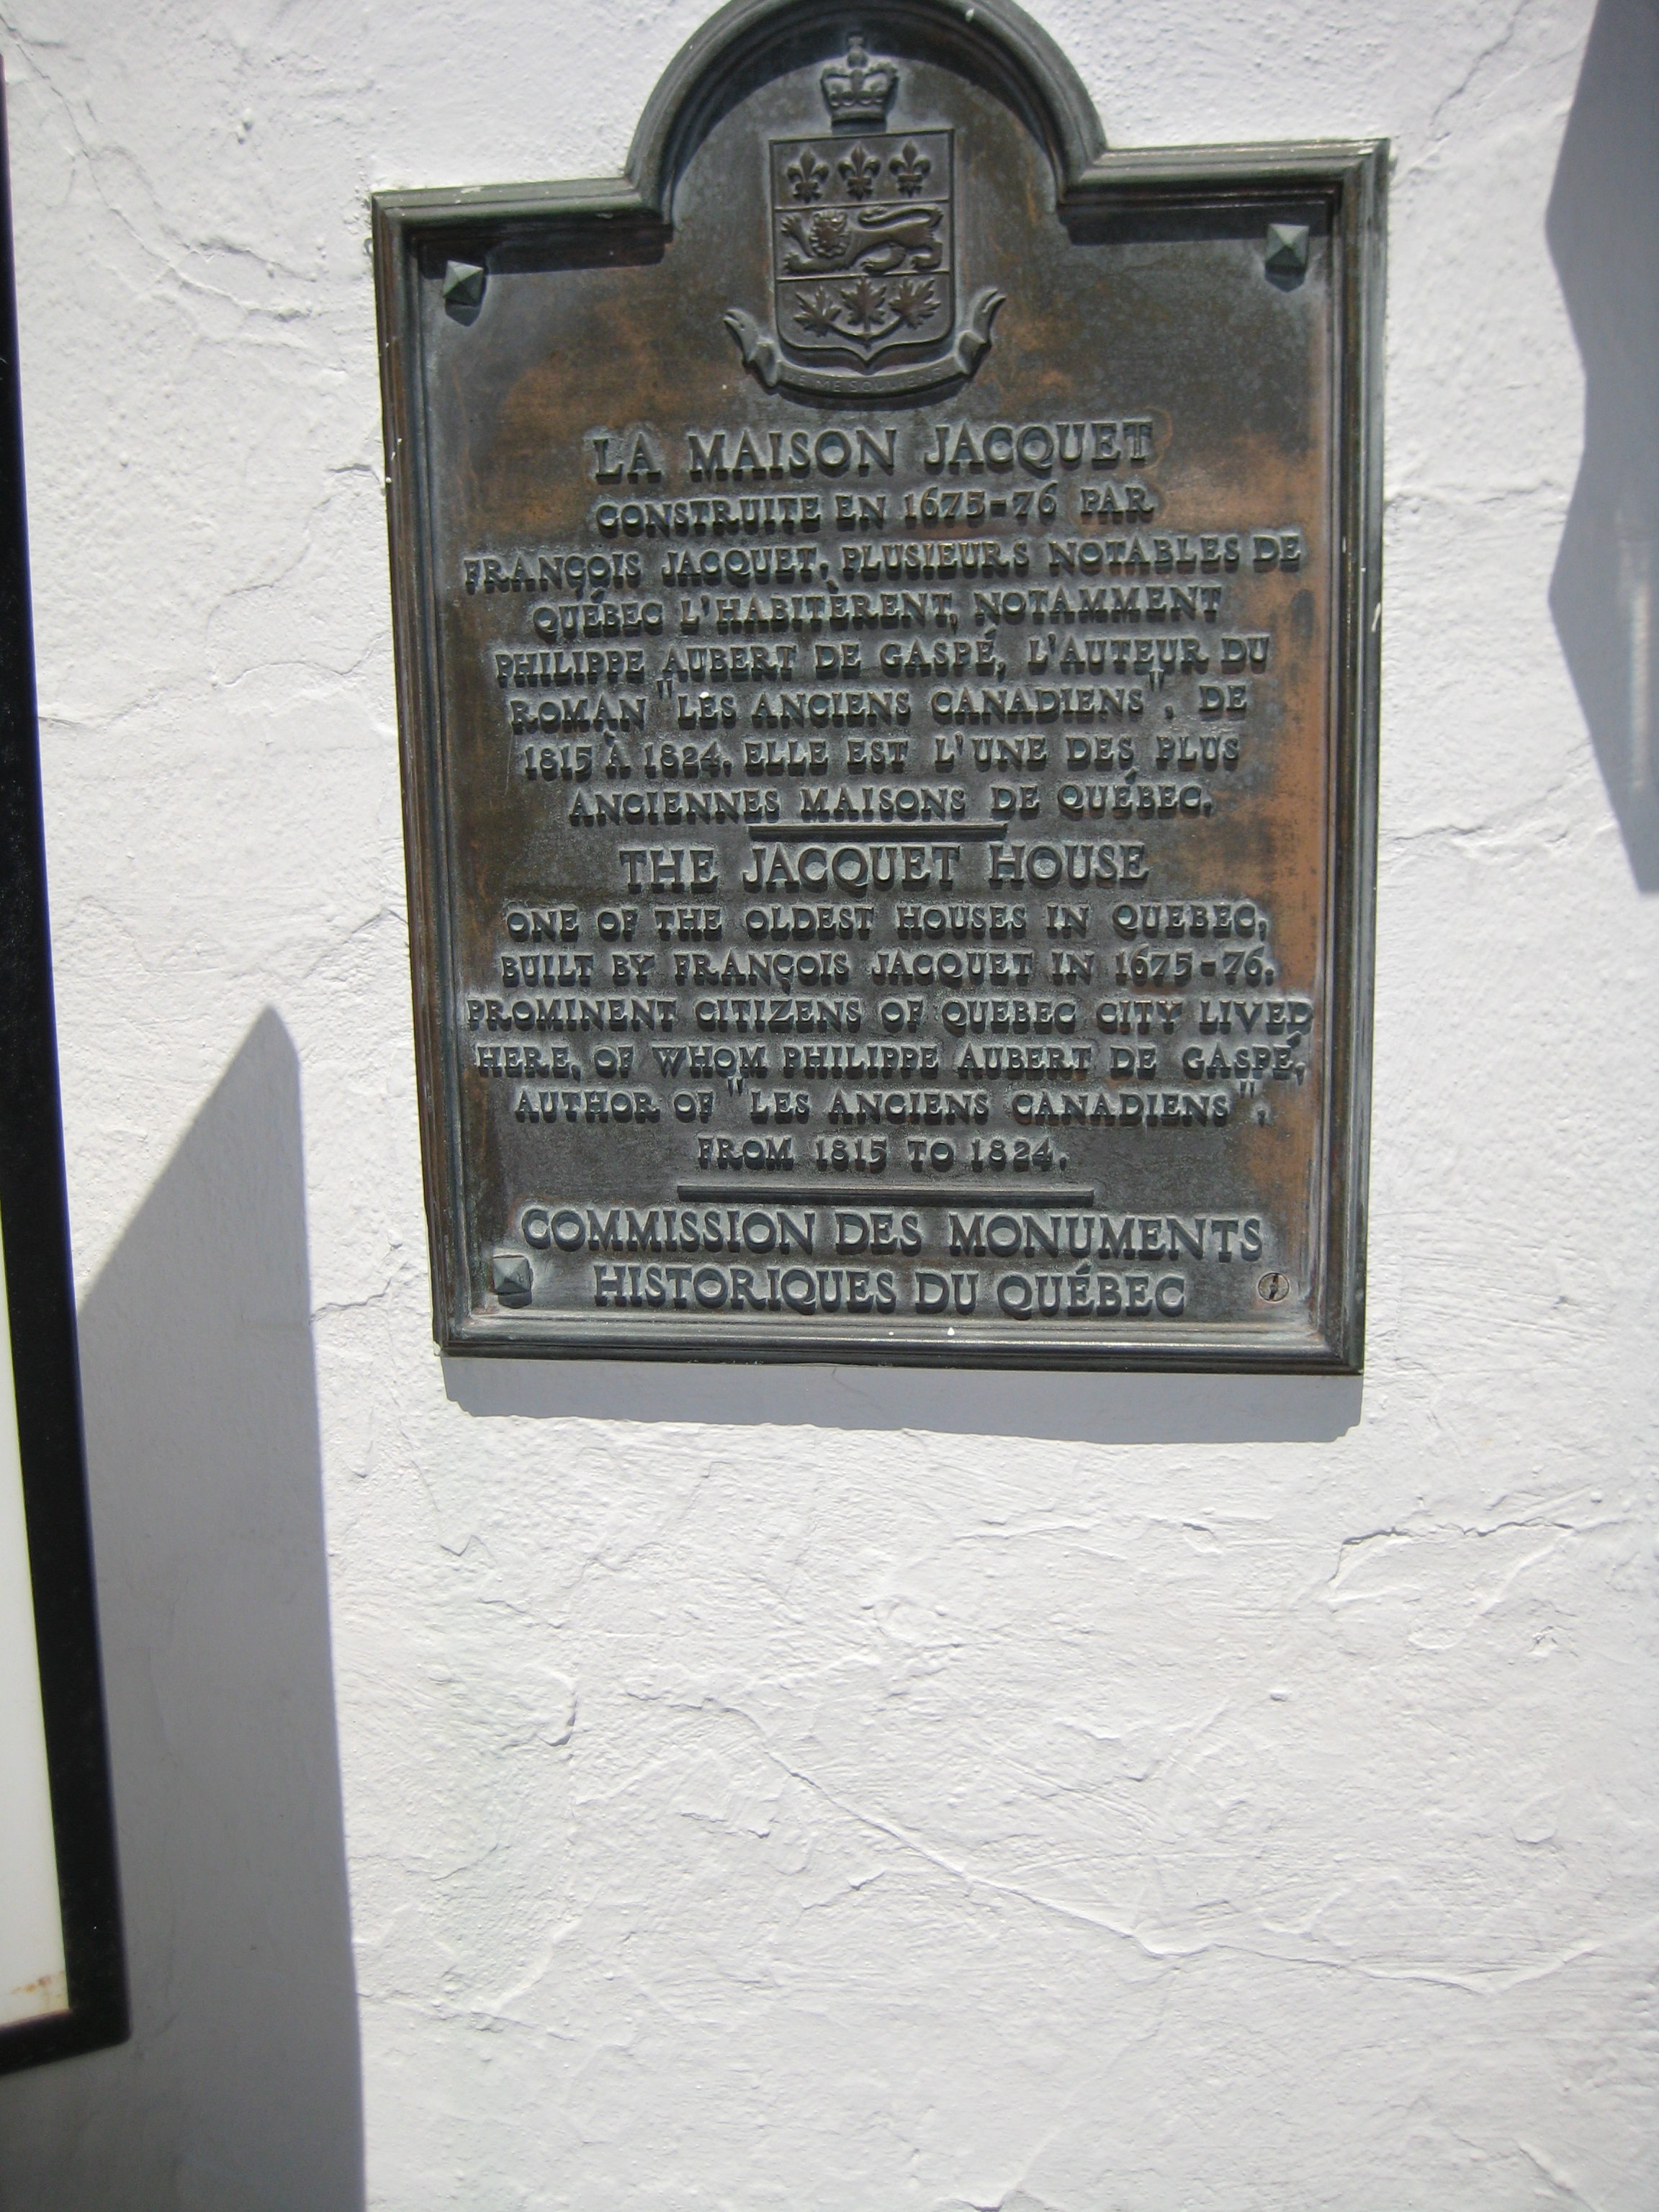 ME SOUV
LA MAISON JACQUET
CONSTRUITE EN 1675-76 PAR
FRANÇOIS JACQUET, PLUSIEURS NOTABLES DE
QUÉBEC L'HABITÈRENT, NOTAMMENT
PHILIPPE AUBERT DE GASPÉ, L'AUTEUR DU
ROMAN "LES ANCIENS CANADIENS", DE
1815 À 1824. ELLE EST L'UNE DES PLUS
ANCIENNES MAISONS DE QUÉBEC.
THE JACQUET HOUSE
ONE OF THE OLDEST HOUSES IN QUEBEC,
BUILT BY FRANÇOIS JACQUET IN 1675-76.
PROMINENT CITIZENS OF QUEBEC CITY LIVED
HERE, OF WHOM PHILIPPE AUBERT DE GASPÉ,
AUTHOR OF "LES ANCIENS CANADIENS",
FROM 1815 TO 1824.
COMMISSION DES MONUMENTS
HISTORIQUES DU QUÉBEC